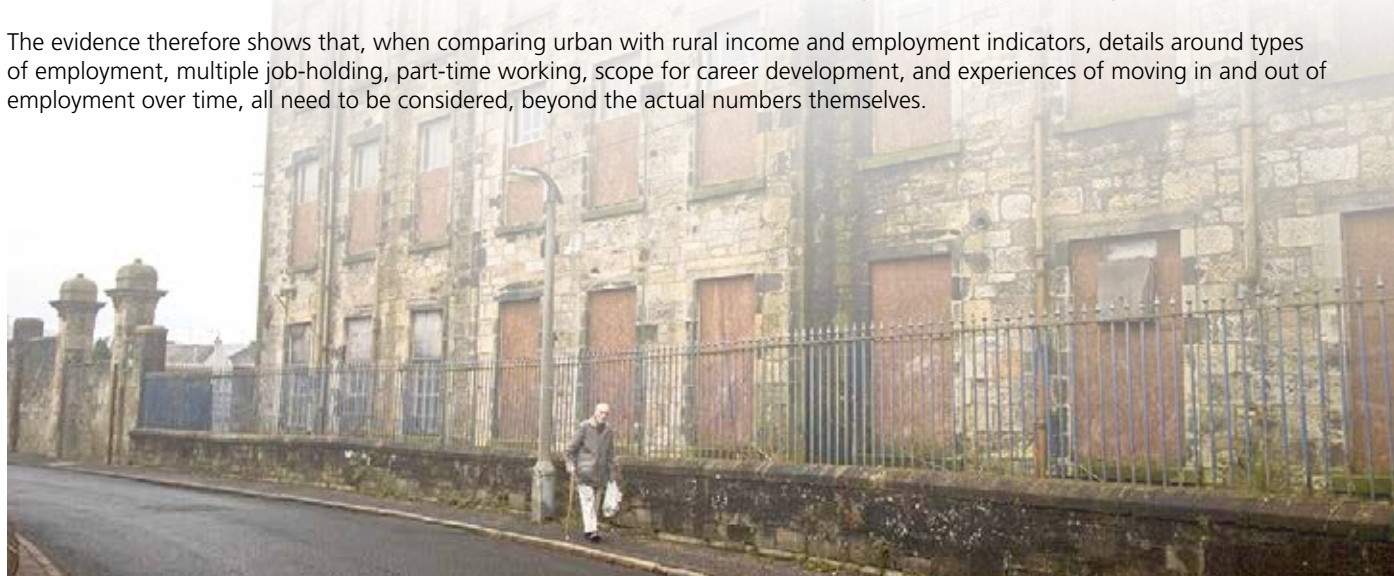 The evidence therefore shows that, when comparing urban with rural income and employment indicators, details around types
of employment, multiple job-holding, part-time working, scope for career development, and experiences of moving in and out of
employment over time, all need to be considered, beyond the actual numbers themselves.